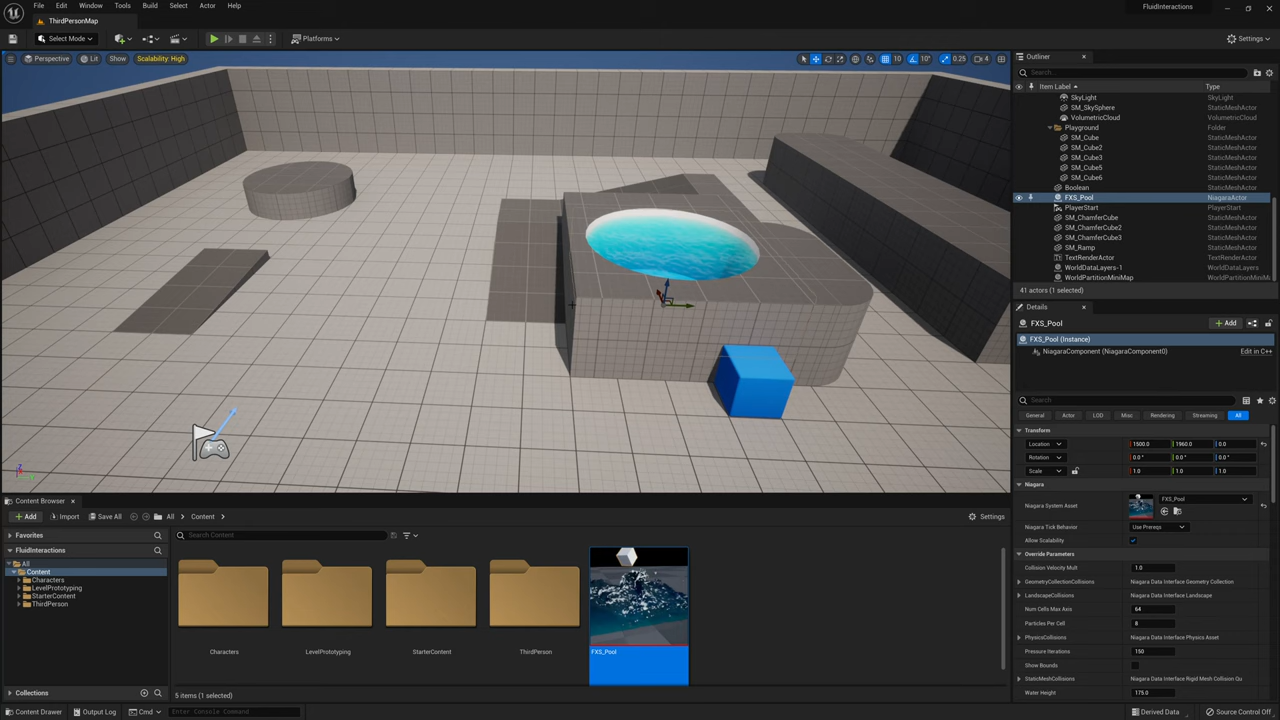 File Edit Window Tools Build Select Actor Help
FluidInteractions
ThirdPersonMap
Select Mode
Platforms
Settings
Perspective Lit Show Scalability: High
10 10° 0.25 4
Outliner
Search...
Item Label Type
SkyLight SkyLight
SM_SkySphere StaticMeshActor
VolumetricCloud VolumetricCloud
Playground Folder
SM_Cube StaticMeshActor
SM_Cube2 StaticMeshActor
SM_Cube3 StaticMeshActor
SM_Cube5 StaticMeshActor
SM_Cube6 StaticMeshActor
Boolean StaticMeshActor
FXS_Pool NiagaraActor
PlayerStart PlayerStart
SM_ChamferCube StaticMeshActor
SM_ChamferCube2 StaticMeshActor
SM_ChamferCube3 StaticMeshActor
SM_Ramp StaticMeshActor
TextRenderActor TextRenderActor
WorldDataLayers-1 WorldDataLayers
WorldPartitionMiniMap WorldPartitionMiniMap
41 actors (1 selected)
Details
FXS_Pool
Add
FXS_Pool (Instance)
NiagaraComponent (NiagaraComponent0) Edit in C++
Search
General Actor LOD Misc Rendering Streaming All
Transform
Location 1500.0 1960.0 0.0
Rotation 0.0° 0.0° 0.0°
Scale 1.0 1.0 1.0
Niagara
Niagara System Asset FXS_Pool
Niagara Tick Behavior Use Prereqs
Allow Scalability
Override Parameters
Collision Velocity Mult 1.0
GeometryCollectionCollisions Niagara Data Interface Geometry Collection
LandscapeCollisions Niagara Data Interface Landscape
Num Cells Max Axis 64
Particles Per Cell 8
PhysicsCollisions Niagara Data Interface Physics Asset
Pressure Iterations 150
Show Bounds
StaticMeshCollisions Niagara Data Interface Rigid Mesh Collision Qu
Water Height 175.0
Content Browser
Add Import Save All All Content Settings
Favorites
FluidInteractions
All
Content
Characters
LevelPrototyping
StarterContent
ThirdPerson
Collections
Search Content
Characters LevelPrototyping StarterContent ThirdPerson FXS_Pool
5 items (1 selected)
Content Drawer Output Log Cmd Enter Console Command Derived Data Source Control Off